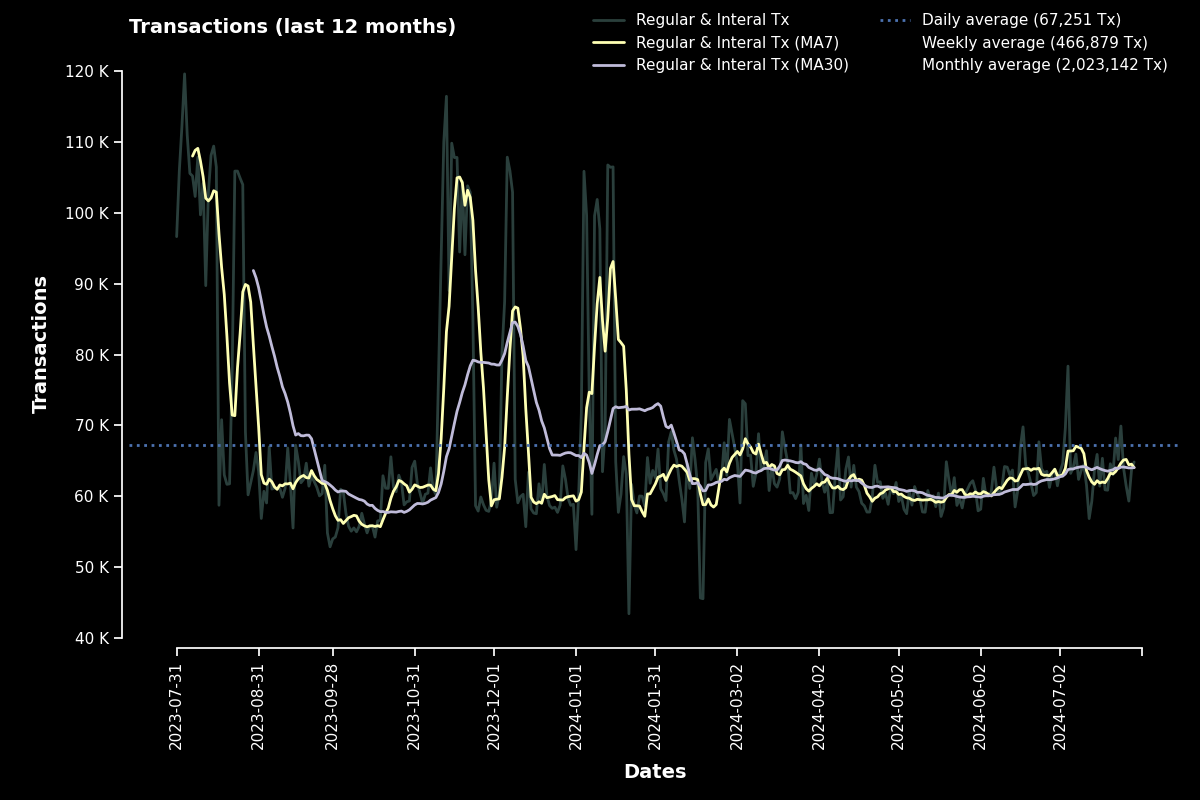 Transactions (last 12 months)
Regular & Interal Tx
Regular & Interal Tx (MA7)
Regular & Interal Tx (MA30)
Daily average (67,251 Tx)
Weekly average (466,879 Tx)
Monthly average (2,023,142 Tx)
120 K
110 K
100 K
90 K
80 K
70 K
60 K
50 K
40 K
Transactions
2023-07-31
2023-08-31
2023-09-28
2023-10-31
2023-12-01
2024-01-01
2024-01-31
2024-03-02
2024-04-02
2024-05-02
2024-06-02
2024-07-02
Dates